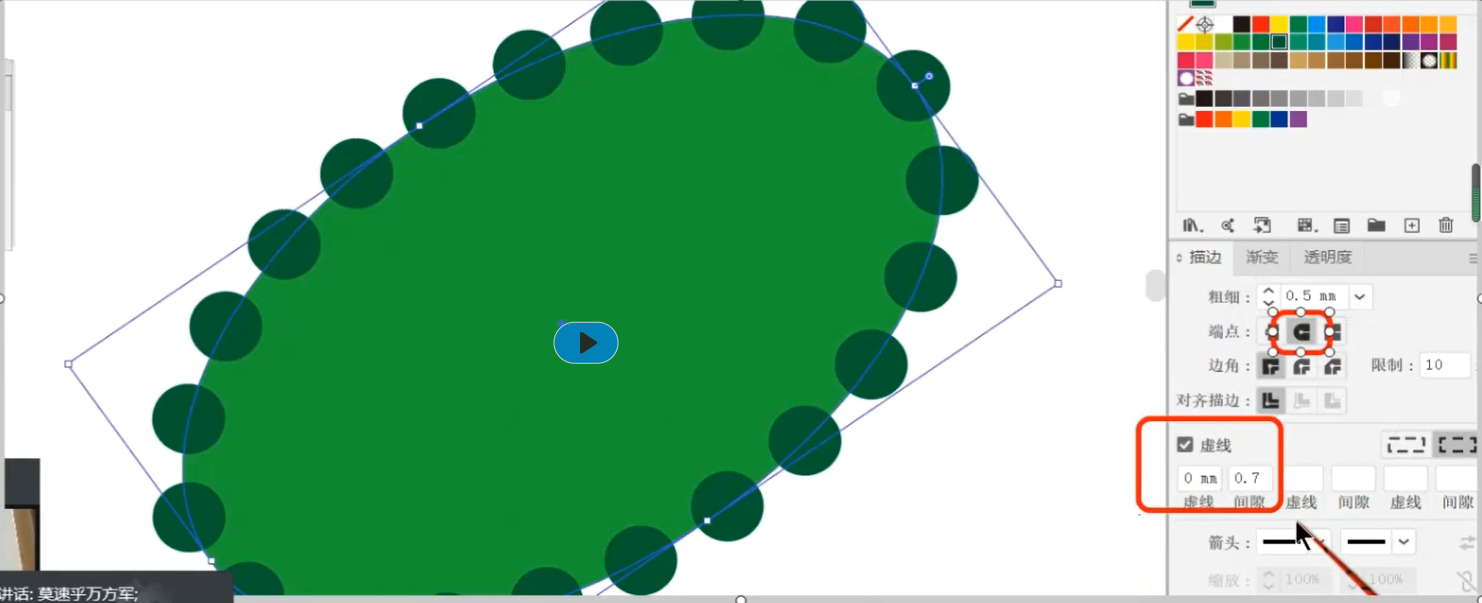 描边 渐变 透明度
粗细： 0.5 mm
端点：
边角： 限制： 10
对齐描边：
虚线
0 mm 0.7
虚线 间隙 虚线 间隙 虚线 间隙
箭头：
缩放： 100% 100%
讲话: 莫速乎万方军;